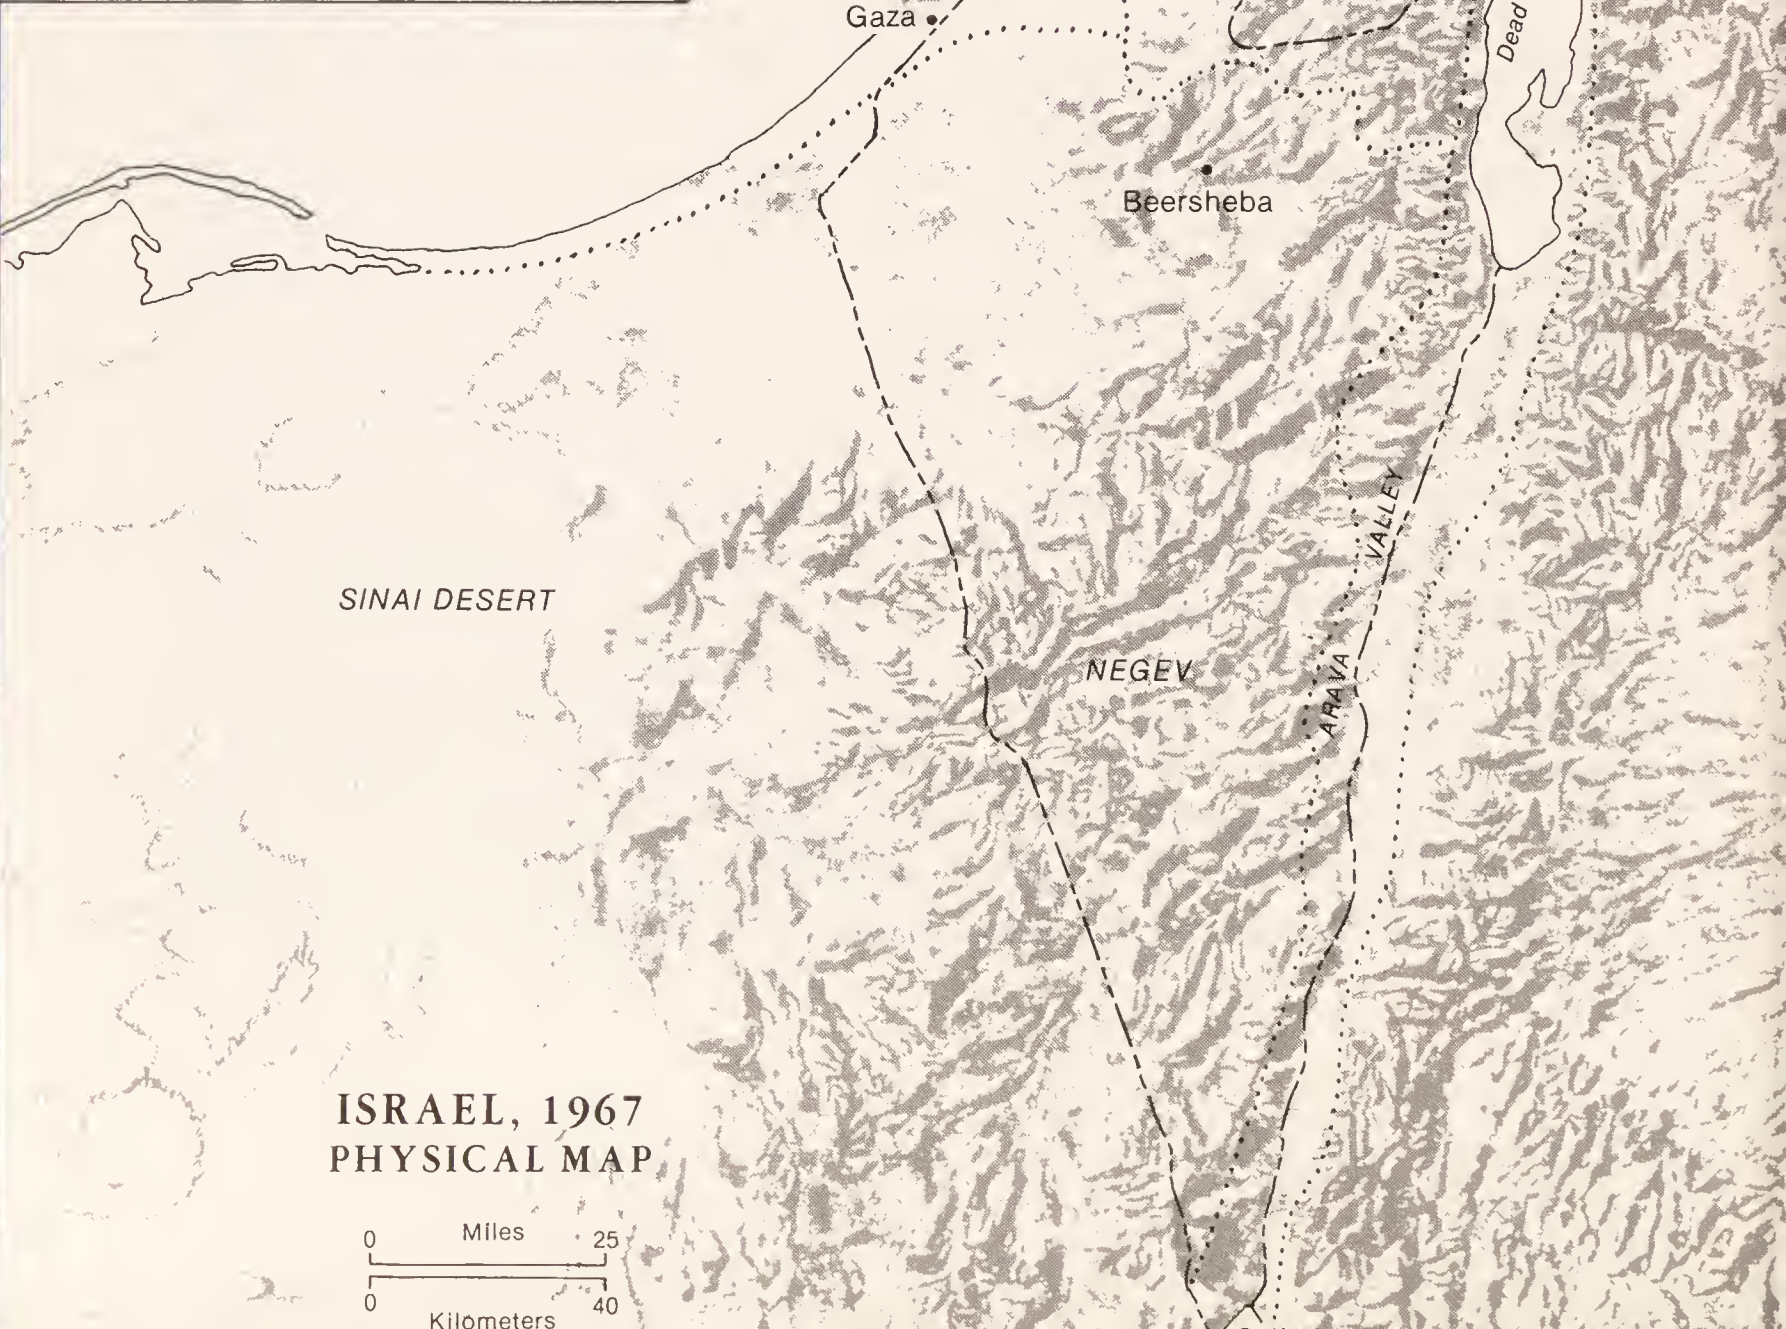 Gaza
Dead
Beersheba
VALLEY
SINAI DESERT
NEGEV
ARAVA
ISRAEL, 1967
PHYSICAL MAP
Miles
0 25
0 40
Kilometers